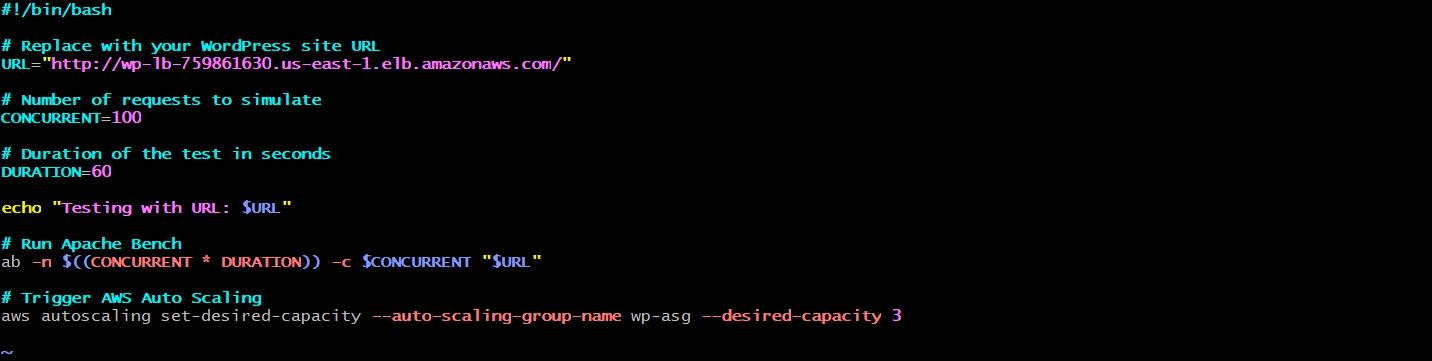 #!/bin/bash
# Replace with your WordPress site URL
URL="http://wp-lb-759861630.us-east-1.elb.amazonaws.com/"
# Number of requests to simulate
CONCURRENT=100
# Duration of the test in seconds
DURATION=60
echo "Testing with URL: $URL"
# Run Apache Bench
ab -n $((CONCURRENT * DURATION)) -c $CONCURRENT "$URL"
# Trigger AWS Auto Scaling
aws autoscaling set-desired-capacity --auto-scaling-group-name wp-asg --desired-capacity 3
~